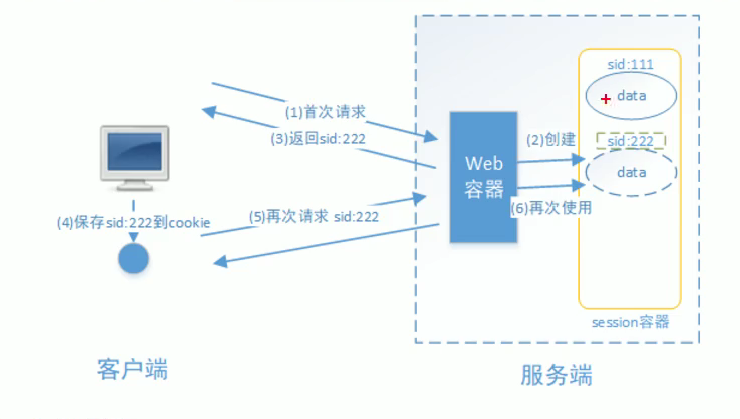 sid:111
data
(1)首次请求
(3)返回sid:222
(2)创建
sid:222
Web
容器
data
(4)保存sid:222到cookie
(5)再次请求 sid:222
(6)再次使用
session容器
客户端
服务端